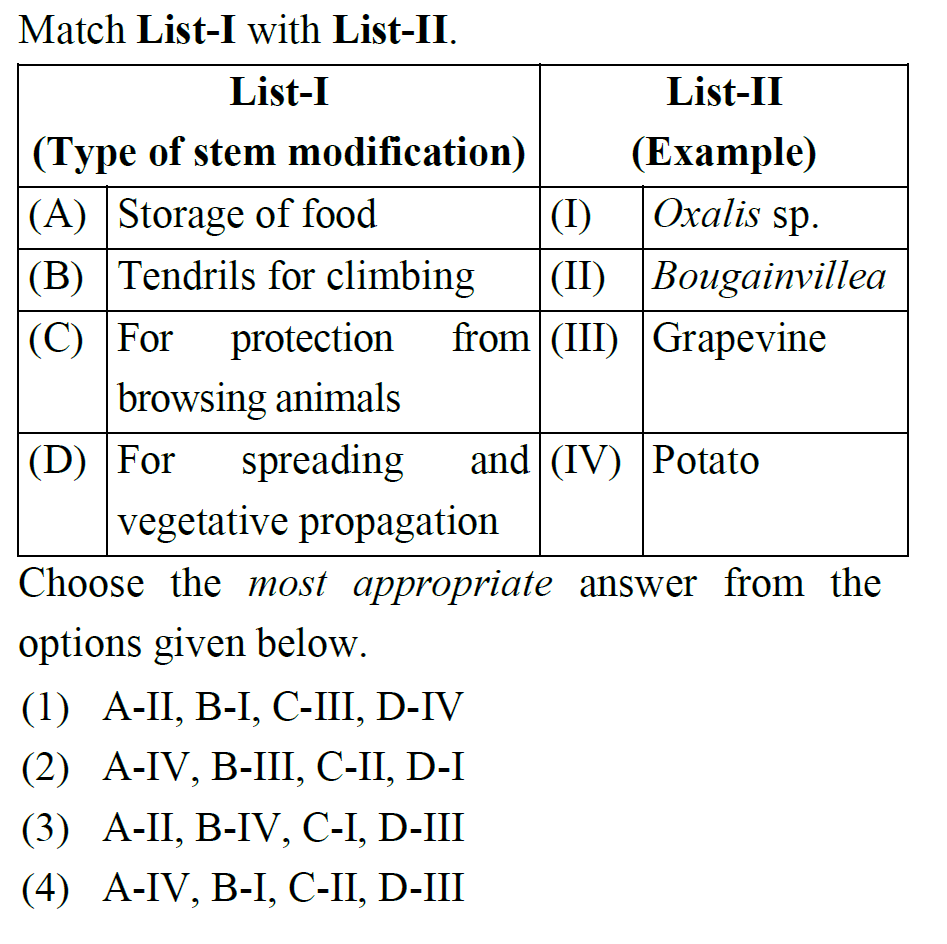 Match List-I with List-II.
List-I List-II
(Type of stem modification) (Example)
(A) Storage of food (I) Oxalis sp.
(B) Tendrils for climbing (II) Bougainvillea
(C) For protection from (III) Grapevine
browsing animals
(D) For spreading and (IV) Potato
vegetative propagation
Choose the most appropriate answer from the
options given below.
(1) A-II, B-I, C-III, D-IV
(2) A-IV, B-III, C-II, D-I
(3) A-II, B-IV, C-I, D-III
(4) A-IV, B-I, C-II, D-III